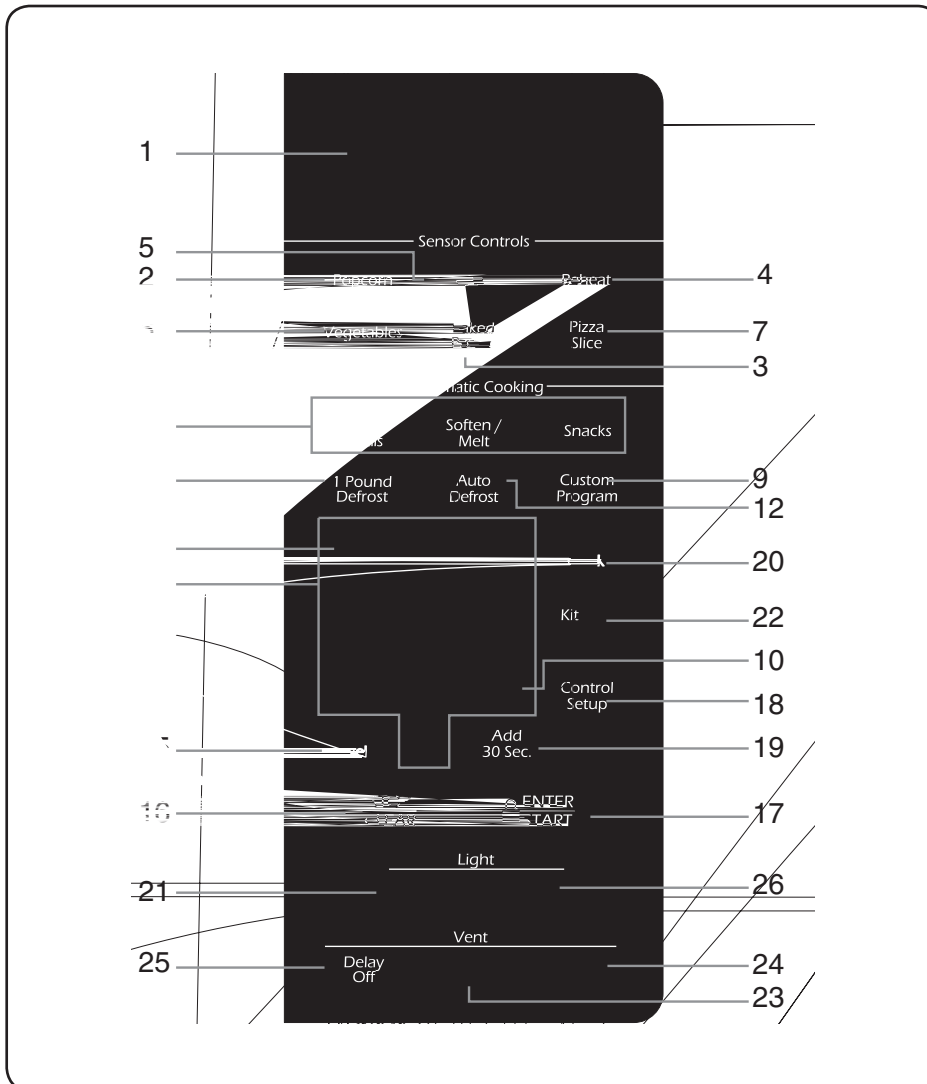 1
Sensor Controls
5
2 Popcorn Reheat 4
Vegetables Pizza Slice 7
3
Cooking
Soften / Melt Snacks
1 Pound Defrost Auto Defrost Custom Program 9
12
20
Kit 22
10
Control Setup 18
Add 30 Sec. 19
16 ENTER START 17
Light
21 26
Vent
25 Delay Off 24
23